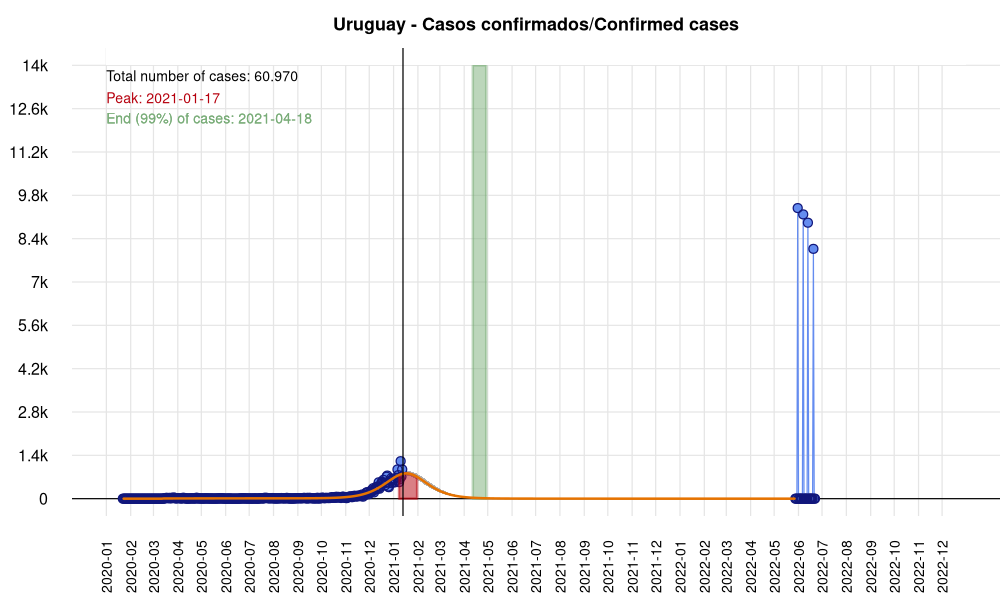 Uruguay - Casos confirmados/Confirmed cases
14k
12.6k
11.2k
9.8k
8.4k
7k
5.6k
4.2k
2.8k
1.4k
0
Total number of cases: 60.970
Peak: 2021-01-17
End (99%) of cases: 2021-04-18
2020-01
2020-02
2020-03
2020-04
2020-05
2020-06
2020-07
2020-08
2020-09
2020-10
2020-11
2020-12
2021-01
2021-02
2021-03
2021-04
2021-05
2021-06
2021-07
2021-08
2021-09
2021-10
2021-11
2021-12
2022-01
2022-02
2022-03
2022-04
2022-05
2022-06
2022-07
2022-08
2022-09
2022-10
2022-11
2022-12